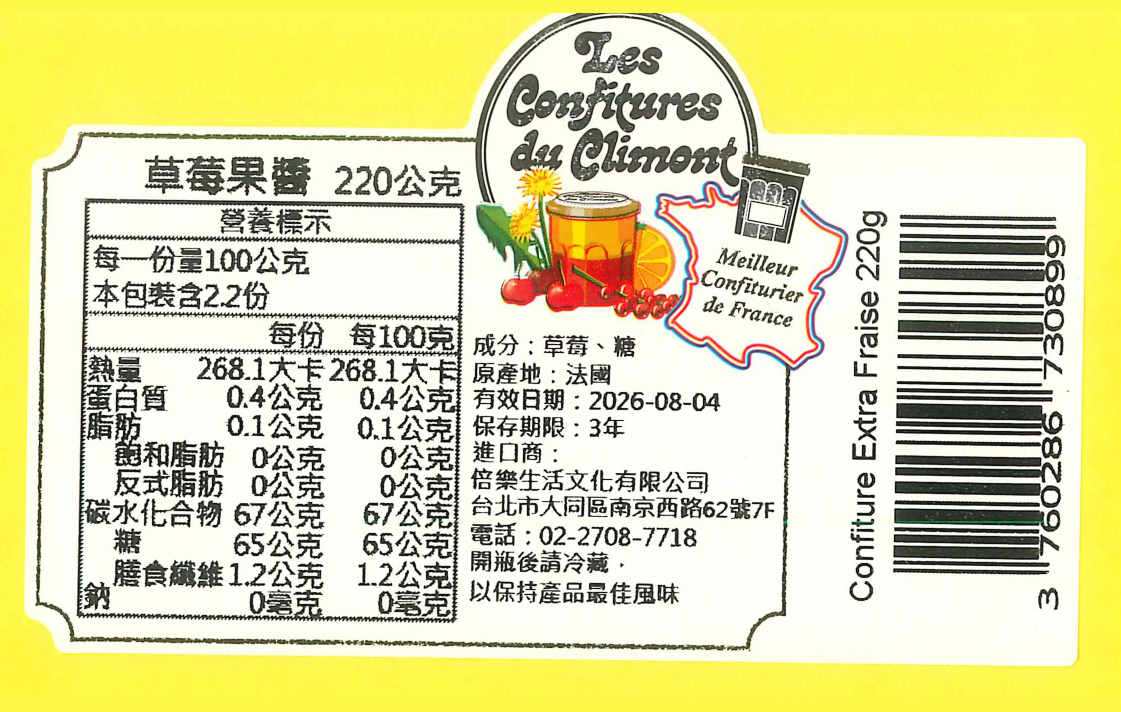 Les
Confitures
du Climont
Meilleur
Confiturier
de France
草莓果醬 220公克
營養標示
每一份量100公克
本包裝含2.2份
每份 每100克
熱量 268.1大卡 268.1大卡
蛋白質 0.4公克 0.4公克
脂肪 0.1公克 0.1公克
飽和脂肪 0公克 0公克
反式脂肪 0公克 0公克
碳水化合物 67公克 67公克
糖 65公克 65公克
膳食纖維 1.2公克 1.2公克
鈉 0毫克 0毫克
成分：草莓、糖
原產地：法國
有效日期：2026-08-04
保存期限：3年
進口商：
倍樂生活文化有限公司
台北市大同區南京西路62號7F
電話：02-2708-7718
開瓶後請冷藏，
以保持產品最佳風味
Confiture Extra Fraise 220g
3 760286 730899